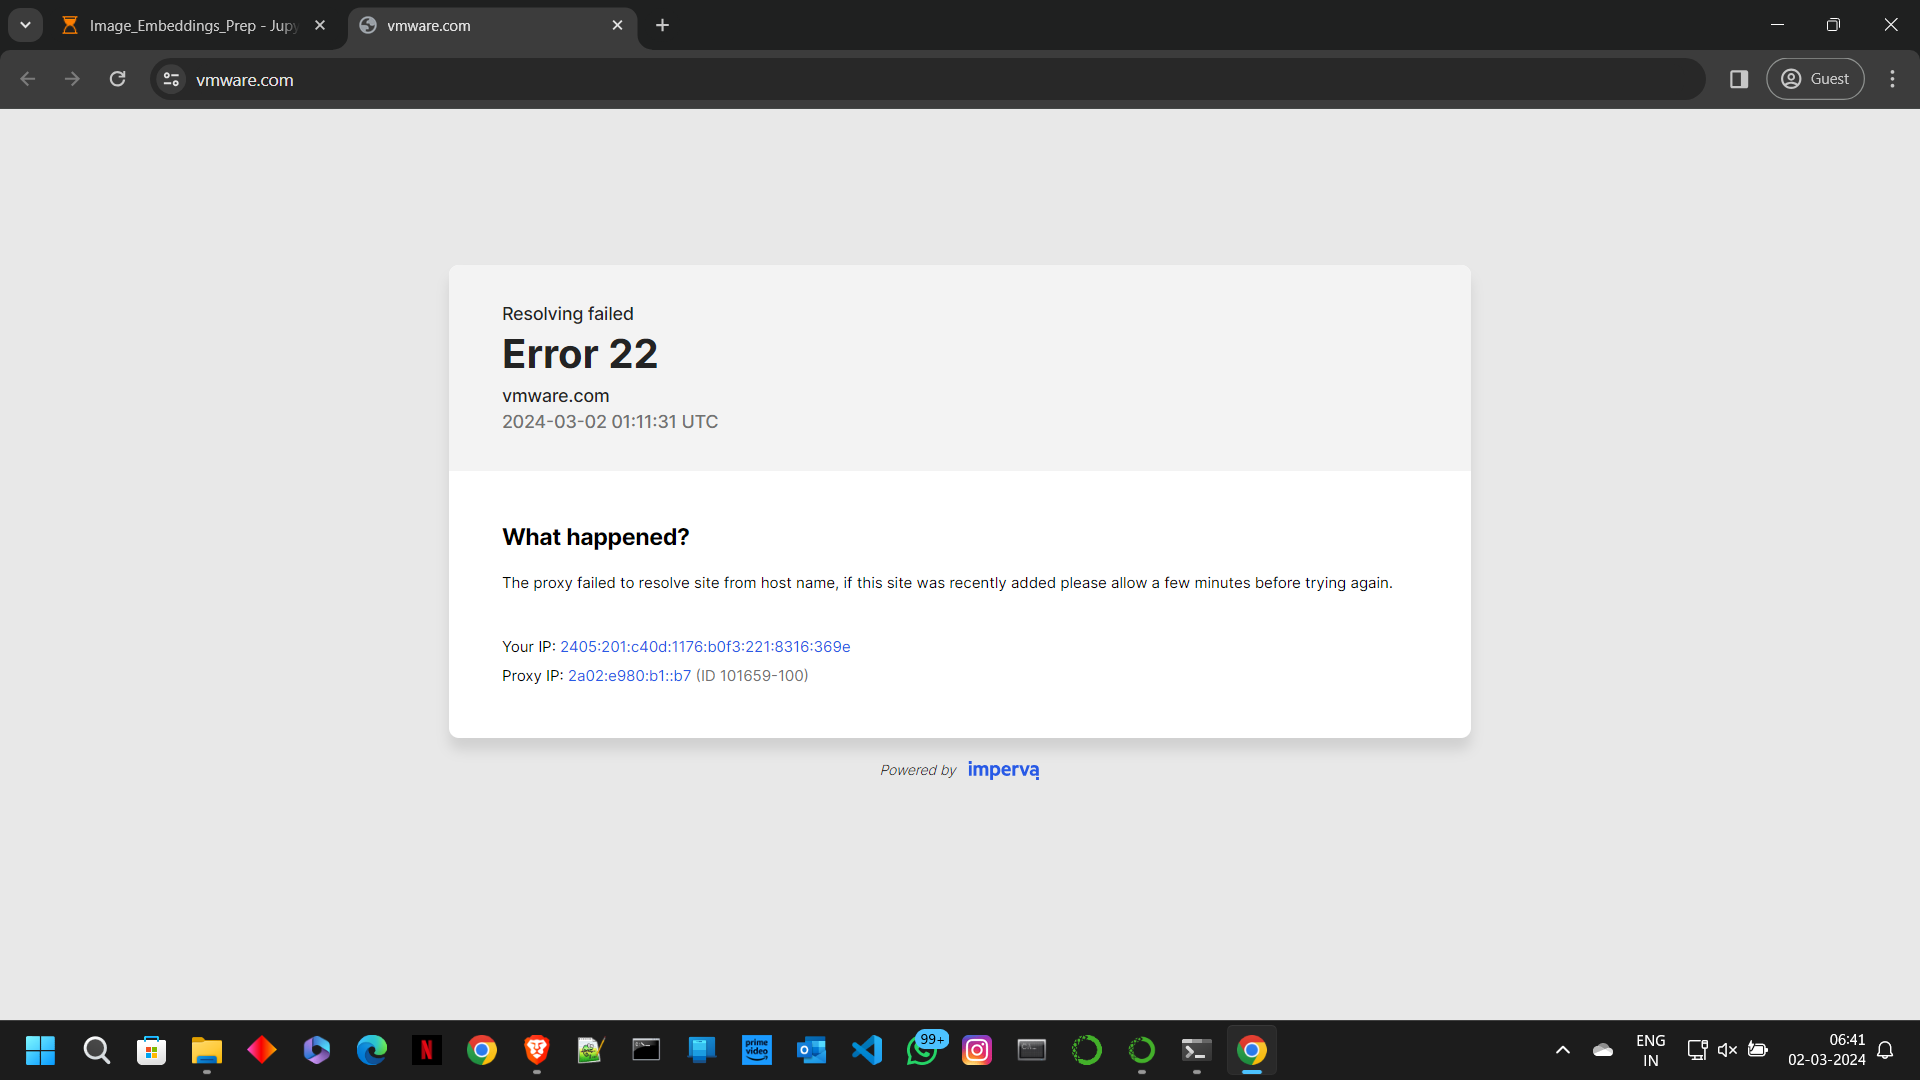 Image_Embeddings_Prep - Jupy
vmware.com
vmware.com
Guest
Resolving failed
Error 22
vmware.com
2024-03-02 01:11:31 UTC
What happened?
The proxy failed to resolve site from host name, if this site was recently added please allow a few minutes before trying again.
Your IP: 2405:201:c40d:1176:b0f3:221:8316:369e
Proxy IP: 2a02:e980:b1::b7 (ID 101659-100)
Powered by imperva
N
prime video
99+
ENG
IN
06:41
02-03-2024